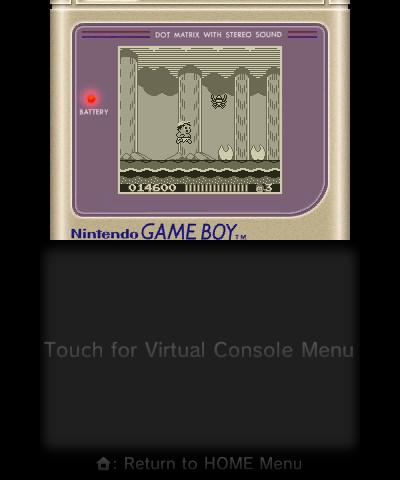 DOT MATRIX WITH STEREO SOUND
BATTERY
014600
3
Nintendo GAME BOY TM
Touch for Virtual Console Menu
: Return to HOME Menu